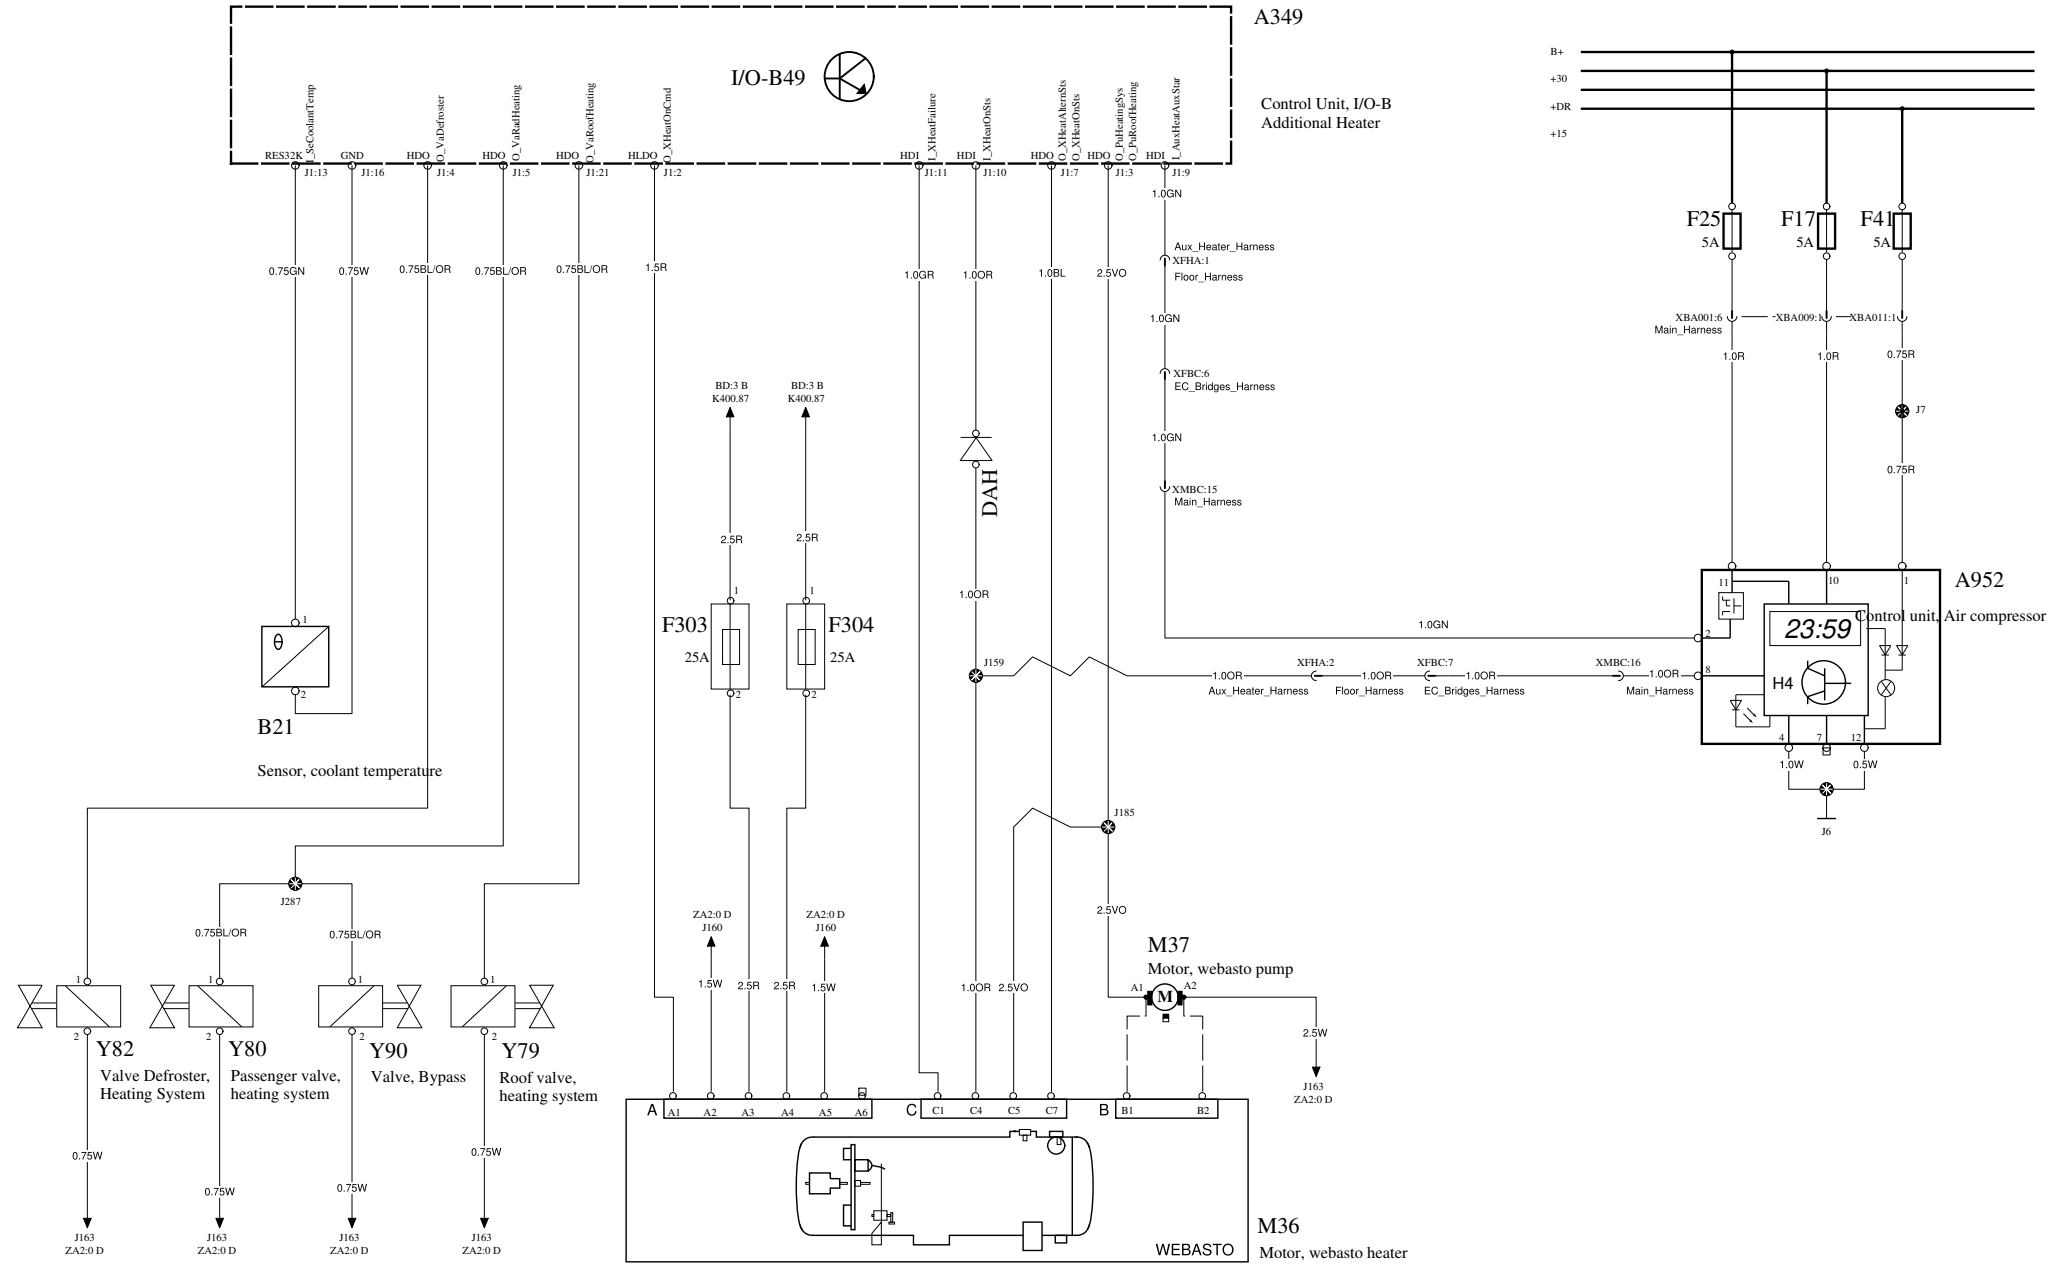 A349
I/O-B49
Control Unit, I/O-B
Additional Heater
B+
+30
+DR
+15
I_SeCoolantTemp
O_VaDefroster
O_VaRadHeating
O_VaRoofHeating
O_XHeatOnCmd
I_XHeatFailure
I_XHeatOnSts
O_XHeatAlternSts
O_XHeatOnSts
O_PuHeatingSys
O_PuRoofHeating
I_AuxHeatAuxStar
RES32K GND HDO HDO HDO HLDO HDI HDI HDO HDO HDI
J1:13 J1:16 J1:4 J1:5 J1:21 J1:2 J1:11 J1:10 J1:7 J1:3 J1:9
1.0GN
F25 F17 F41
5A 5A 5A
Aux_Heater_Harness
XFHA:1
Floor_Harness
0.75GN 0.75W 0.75BL/OR 0.75BL/OR 0.75BL/OR 1.5R 1.0GR 1.0OR 1.0BL 2.5VO
1.0GN
XBA001:6 XBA009:1 XBA011:1
Main_Harness
1.0R 1.0R 0.75R
XFBC:6
EC_Bridges_Harness
BD:3 B BD:3 B
K400.87 K400.87
J7
1.0GN
0.75R
DAH
XMBC:15
Main_Harness
2.5R 2.5R
11 10 1
A952
Control unit, Air compressor
1 1
1.0OR
F303 F304
25A 25A
2 2
1
θ
2
B21
Sensor, coolant temperature
1.0GN
2
23:59
J159
1.0OR XFHA:2 1.0OR XFBC:7 1.0OR XMBC:16 1.0OR 8
Aux_Heater_Harness Floor_Harness EC_Bridges_Harness Main_Harness
H4
4 7 12
1.0W 0.5W
J6
J185
J287
0.75BL/OR 0.75BL/OR
2.5VO
ZA2:0 D ZA2:0 D
J160 J160
M37
Motor, webasto pump
A1 M A2
1.5W 2.5R 2.5R 1.5W 1.0OR 2.5VO
2.5W
J163
ZA2:0 D
1 1 1 1
2 2 2 2
Y82 Y80 Y90 Y79
Valve Defroster,
Heating System
Passenger valve,
heating system
Valve, Bypass
Roof valve,
heating system
0.75W 0.75W 0.75W 0.75W
J163 J163 J163 J163
ZA2:0 D ZA2:0 D ZA2:0 D ZA2:0 D
A A1 A2 A3 A4 A5 A6 C C1 C4 C5 C7 B B1 B2
WEBASTO
M36
Motor, webasto heater